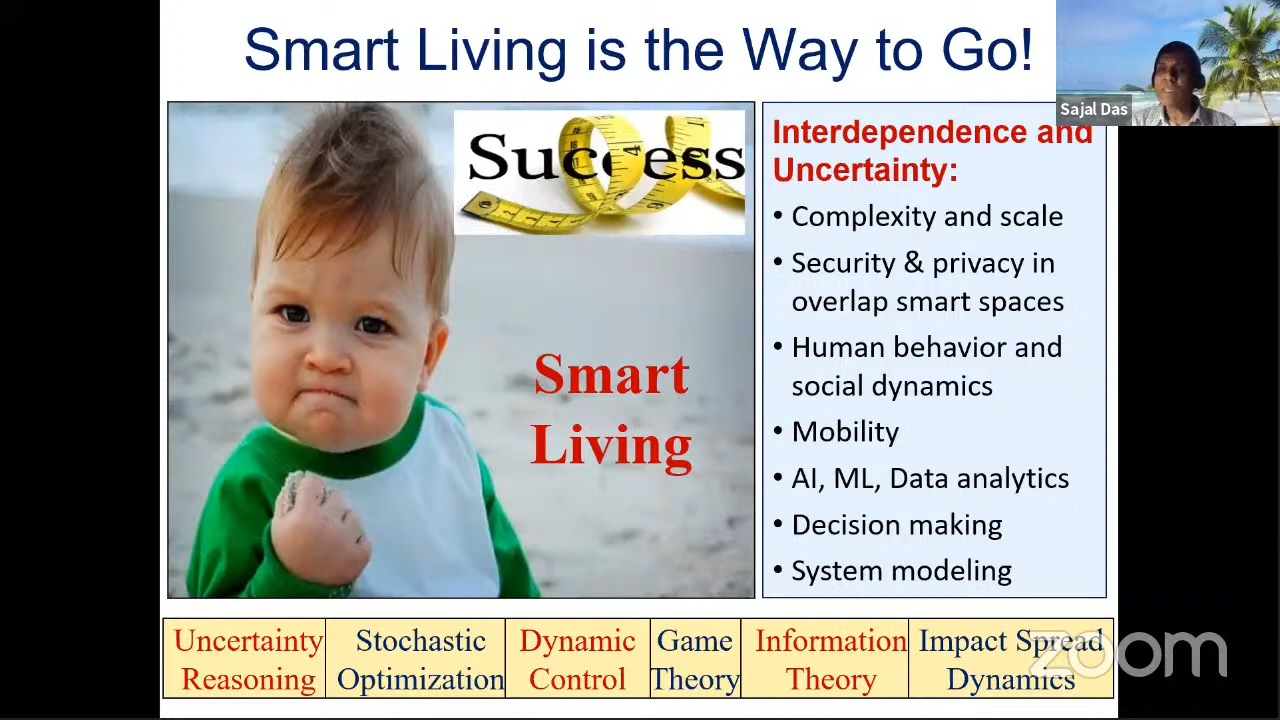 Smart Living is the Way to Go!
Sajal Das
Success
Smart
Living
Interdependence and
Uncertainty:
• Complexity and scale
• Security & privacy in
overlap smart spaces
• Human behavior and
social dynamics
• Mobility
• AI, ML, Data analytics
• Decision making
• System modeling
Uncertainty
Reasoning
Stochastic
Optimization
Dynamic
Control
Game
Theory
Information
Theory
Impact Spread
Dynamics
zoom